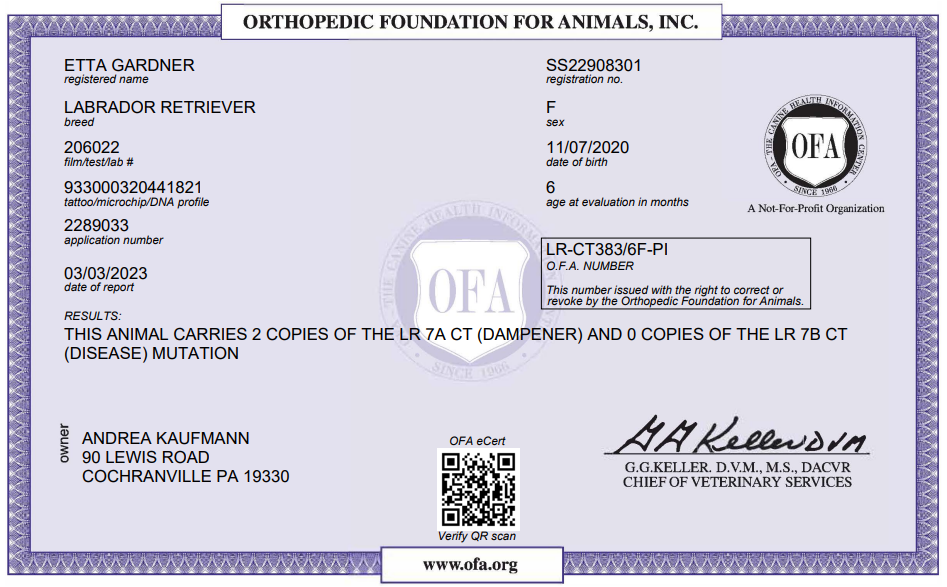 ORTHOPEDIC FOUNDATION FOR ANIMALS, INC.
ETTA GARDNER
registered name
SS22908301
registration no.
LABRADOR RETRIEVER
breed
F
sex
206022
film/test/lab #
11/07/2020
date of birth
933000320441821
tattoo/microchip/DNA profile
6
age at evaluation in months
OFA - THE CANINE HEALTH INFORMATION CENTER
OFA
SINCE 1966
A Not-For-Profit Organization
2289033
application number
LR-CT383/6F-PI
O.F.A. NUMBER
This number issued with the right to correct or
revoke by the Orthopedic Foundation for Animals.
03/03/2023
date of report
THE CANINE HEALTH INFORMATION
OFA
SINCE 1966
RESULTS:
THIS ANIMAL CARRIES 2 COPIES OF THE LR 7A CT (DAMPENER) AND 0 COPIES OF THE LR 7B CT
(DISEASE) MUTATION
owner
ANDREA KAUFMANN
90 LEWIS ROAD
COCHRANVILLE PA 19330
OFA eCert
Verify QR scan
GG Keller DVM
G.G.KELLER. D.V.M., M.S., DACVR
CHIEF OF VETERINARY SERVICES
www.ofa.org